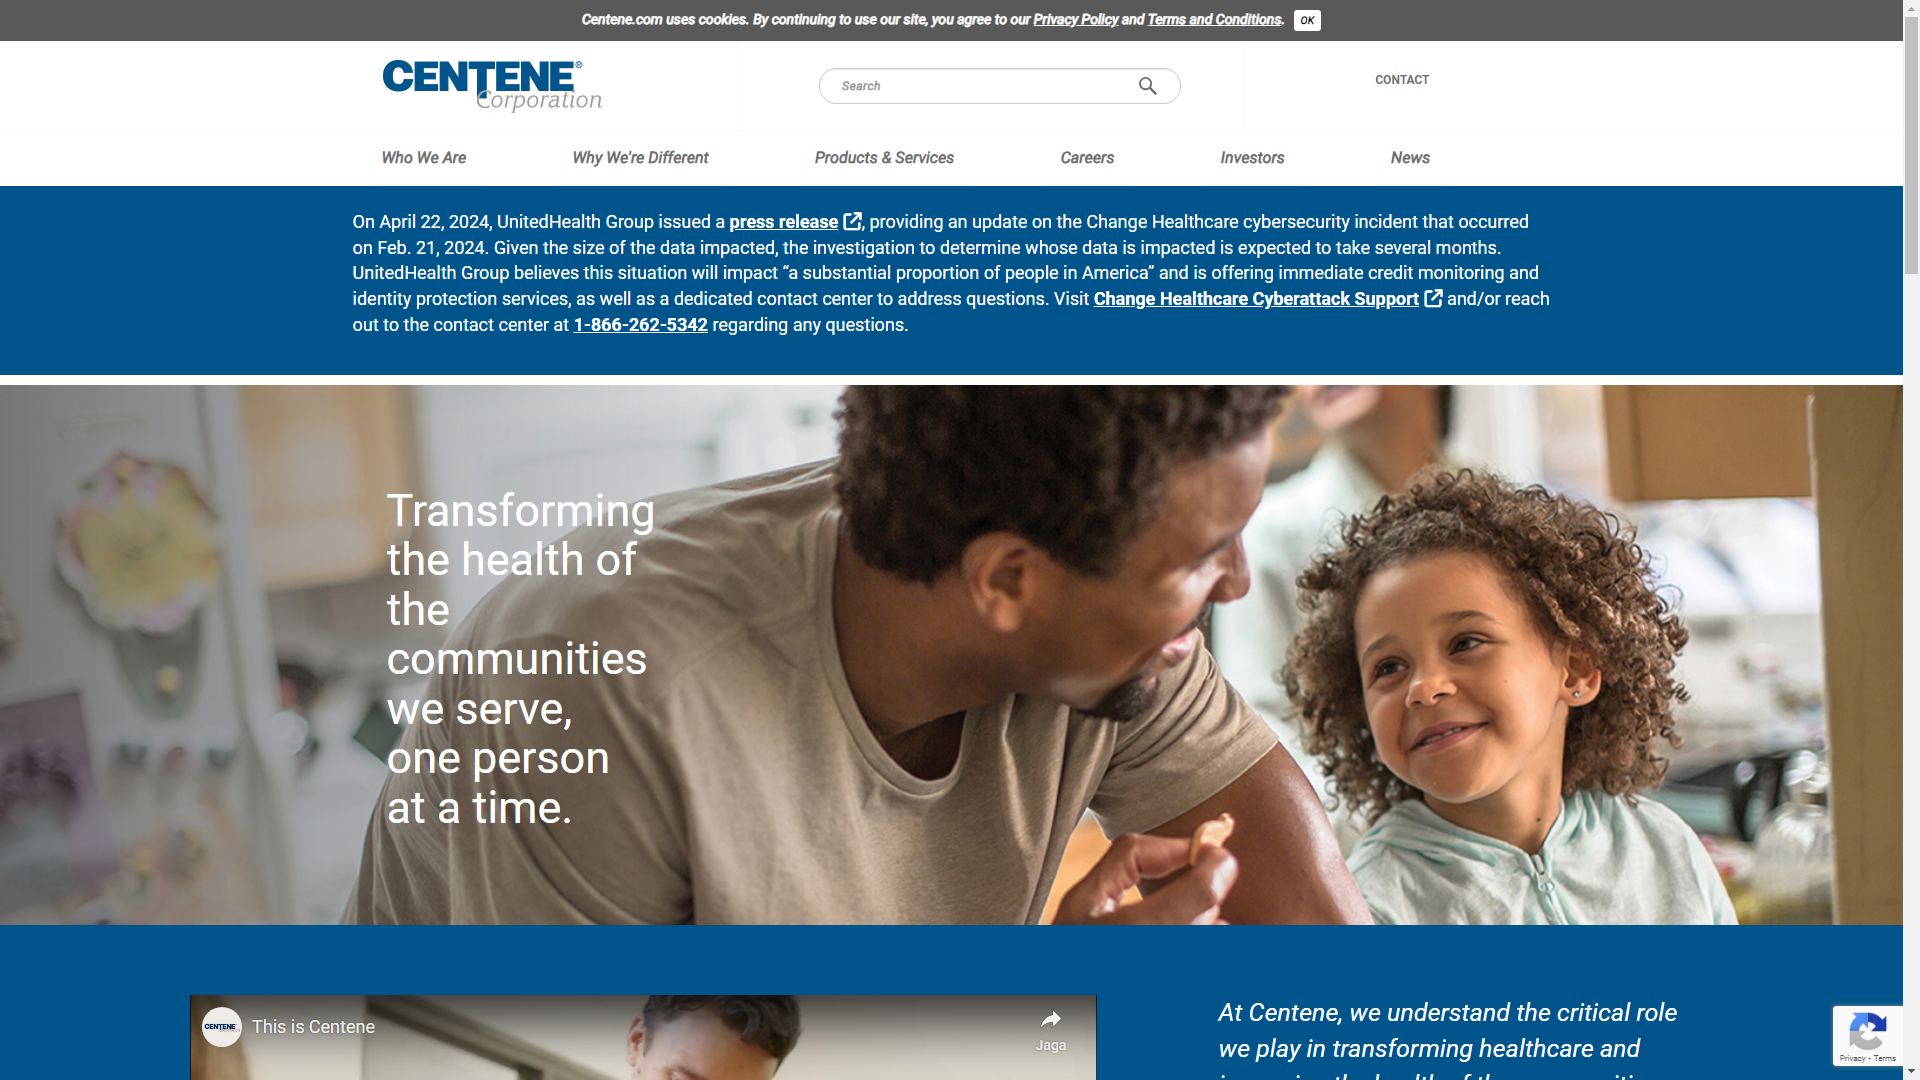 Centene.com uses cookies. By continuing to use our site, you agree to our Privacy Policy and Terms and Conditions. OK
CENTENE®
Corporation
Search
CONTACT
Who We Are
Why We're Different
Products & Services
Careers
Investors
News
On April 22, 2024, UnitedHealth Group issued a press release, providing an update on the Change Healthcare cybersecurity incident that occurred
on Feb. 21, 2024. Given the size of the data impacted, the investigation to determine whose data is impacted is expected to take several months.
UnitedHealth Group believes this situation will impact “a substantial proportion of people in America” and is offering immediate credit monitoring and
identity protection services, as well as a dedicated contact center to address questions. Visit Change Healthcare Cyberattack Support and/or reach
out to the contact center at 1-866-262-5342 regarding any questions.
Transforming
the health of
the
communities
we serve,
one person
at a time.
CENTENE
This is Centene
Jaga
At Centene, we understand the critical role
we play in transforming healthcare and
Privacy - Terms